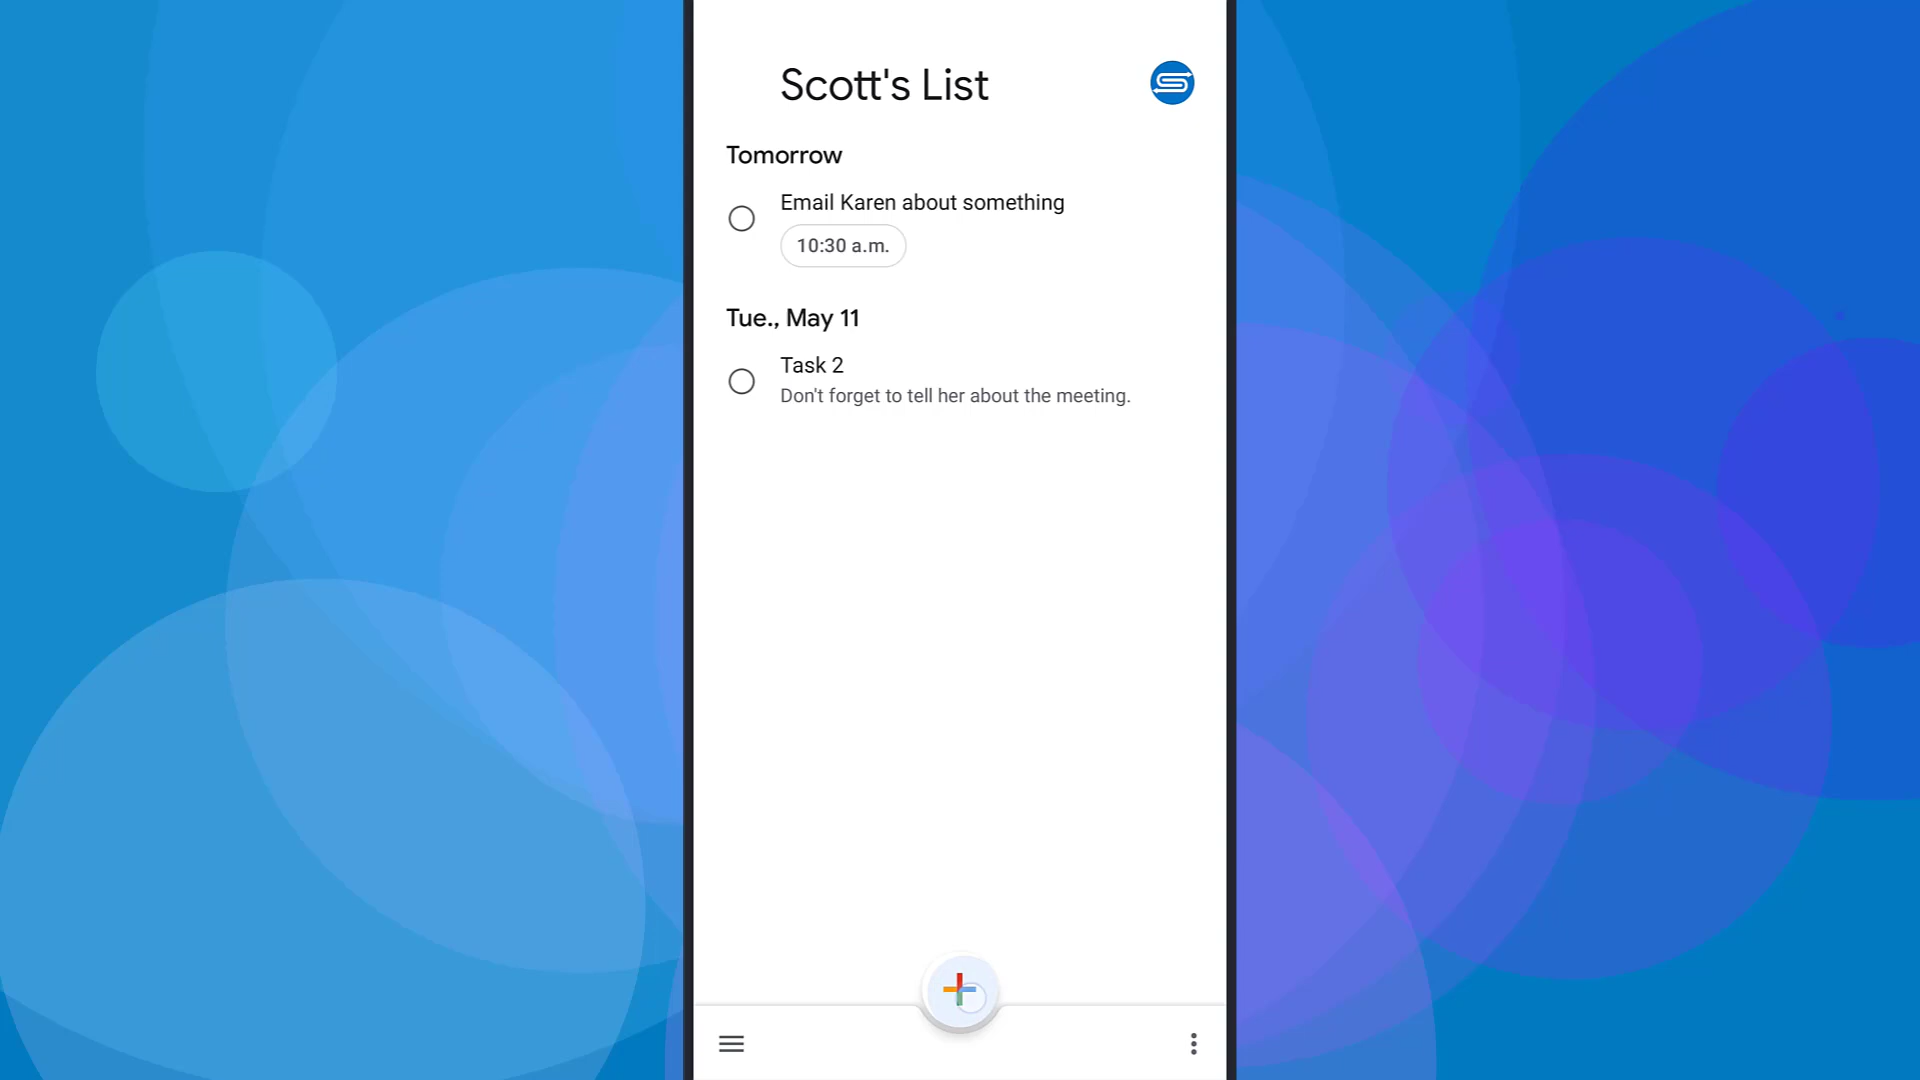 Scott's List
Tomorrow
Email Karen about something
10:30 a.m.
Tue., May 11
Task 2
Don't forget to tell her about the meeting.